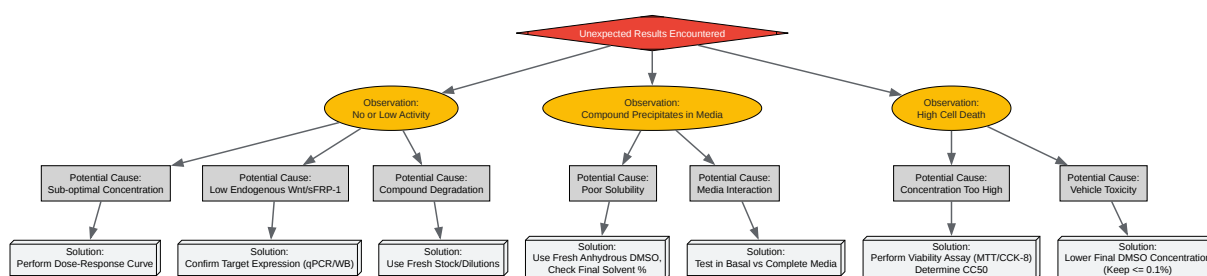 Unexpected Results Encountered
Observation:
No or Low Activity
Observation:
Compound Precipitates in Media
Observation:
High Cell Death
Potential Cause:
Sub-optimal Concentration
Potential Cause:
Low Endogenous Wnt/sFRP-1
Potential Cause:
Compound Degradation
Potential Cause:
Poor Solubility
Potential Cause:
Media Interaction
Potential Cause:
Concentration Too High
Potential Cause:
Vehicle Toxicity
Solution:
Perform Dose-Response Curve
Solution:
Confirm Target Expression (qPCR/WB)
Solution:
Use Fresh Stock/Dilutions
Solution:
Use Fresh Anhydrous DMSO,
Check Final Solvent %
Solution:
Test in Basal vs Complete Media
Solution:
Perform Viability Assay (MTT/CCK-8)
Determine CC50
Solution:
Lower Final DMSO Concentration
(Keep <= 0.1%)